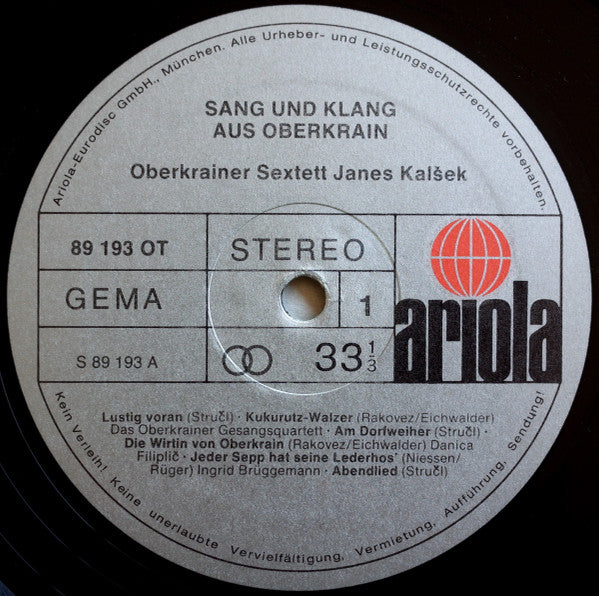 Ariola-Eurodisc GmbH., München. Alle Urheber- und Leistungsschutzrechte vorbehalten.
SANG UND KLANG
AUS OBERKRAIN
Oberkrainer Sextett Janes Kalšek
89 193 OT
STEREO
GEMA
1
ariola
S 89 193 A
33 1/3
Lustig voran (Stručl) · Kukurutz-Walzer (Rakovez/Eichwalder)
Das Oberkrainer Gesangsquartett · Am Dorfweiher (Stručl) ·
Die Wirtin von Oberkrain (Rakovez/Eichwalder) Danica
Filiplič · Jeder Sepp hat seine Lederhos' (Niessen/
Rüger) Ingrid Brüggemann · Abendlied (Stručl)
Kein Verleih! Keine unerlaubte Vervielfältigung, Vermietung, Aufführung, Sendung!